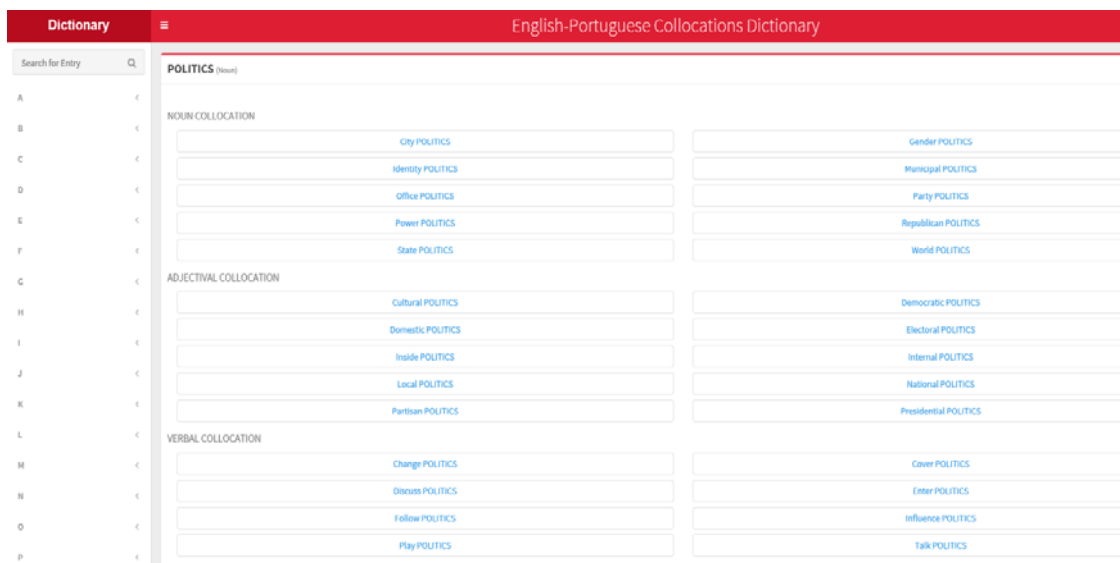 Dictionary
English-Portuguese Collocations Dictionary
Search for Entry
A
B
C
D
E
F
G
H
I
J
K
L
M
N
O
P
POLITICS (Noun)
NOUN COLLOCATION
City POLITICS Gender POLITICS
Identity POLITICS Municipal POLITICS
Office POLITICS Party POLITICS
Power POLITICS Republican POLITICS
State POLITICS World POLITICS
ADJECTIVAL COLLOCATION
Cultural POLITICS Democratic POLITICS
Domestic POLITICS Electoral POLITICS
Inside POLITICS Internal POLITICS
Local POLITICS National POLITICS
Partisan POLITICS Presidential POLITICS
VERBAL COLLOCATION
Change POLITICS Cover POLITICS
Discuss POLITICS Enter POLITICS
Follow POLITICS Influence POLITICS
Play POLITICS Talk POLITICS